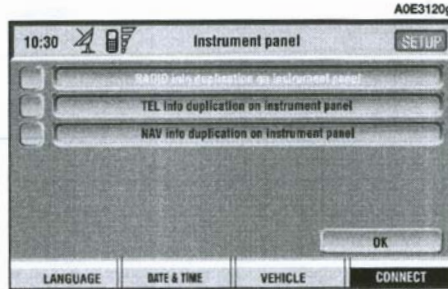 A0E3120g
10:30 Instrument panel SETUP
RADIO info duplication on instrument panel
TEL info duplication on instrument panel
NAV info duplication on instrument panel
OK
LANGUAGE DATE & TIME VEHICLE CONNECT